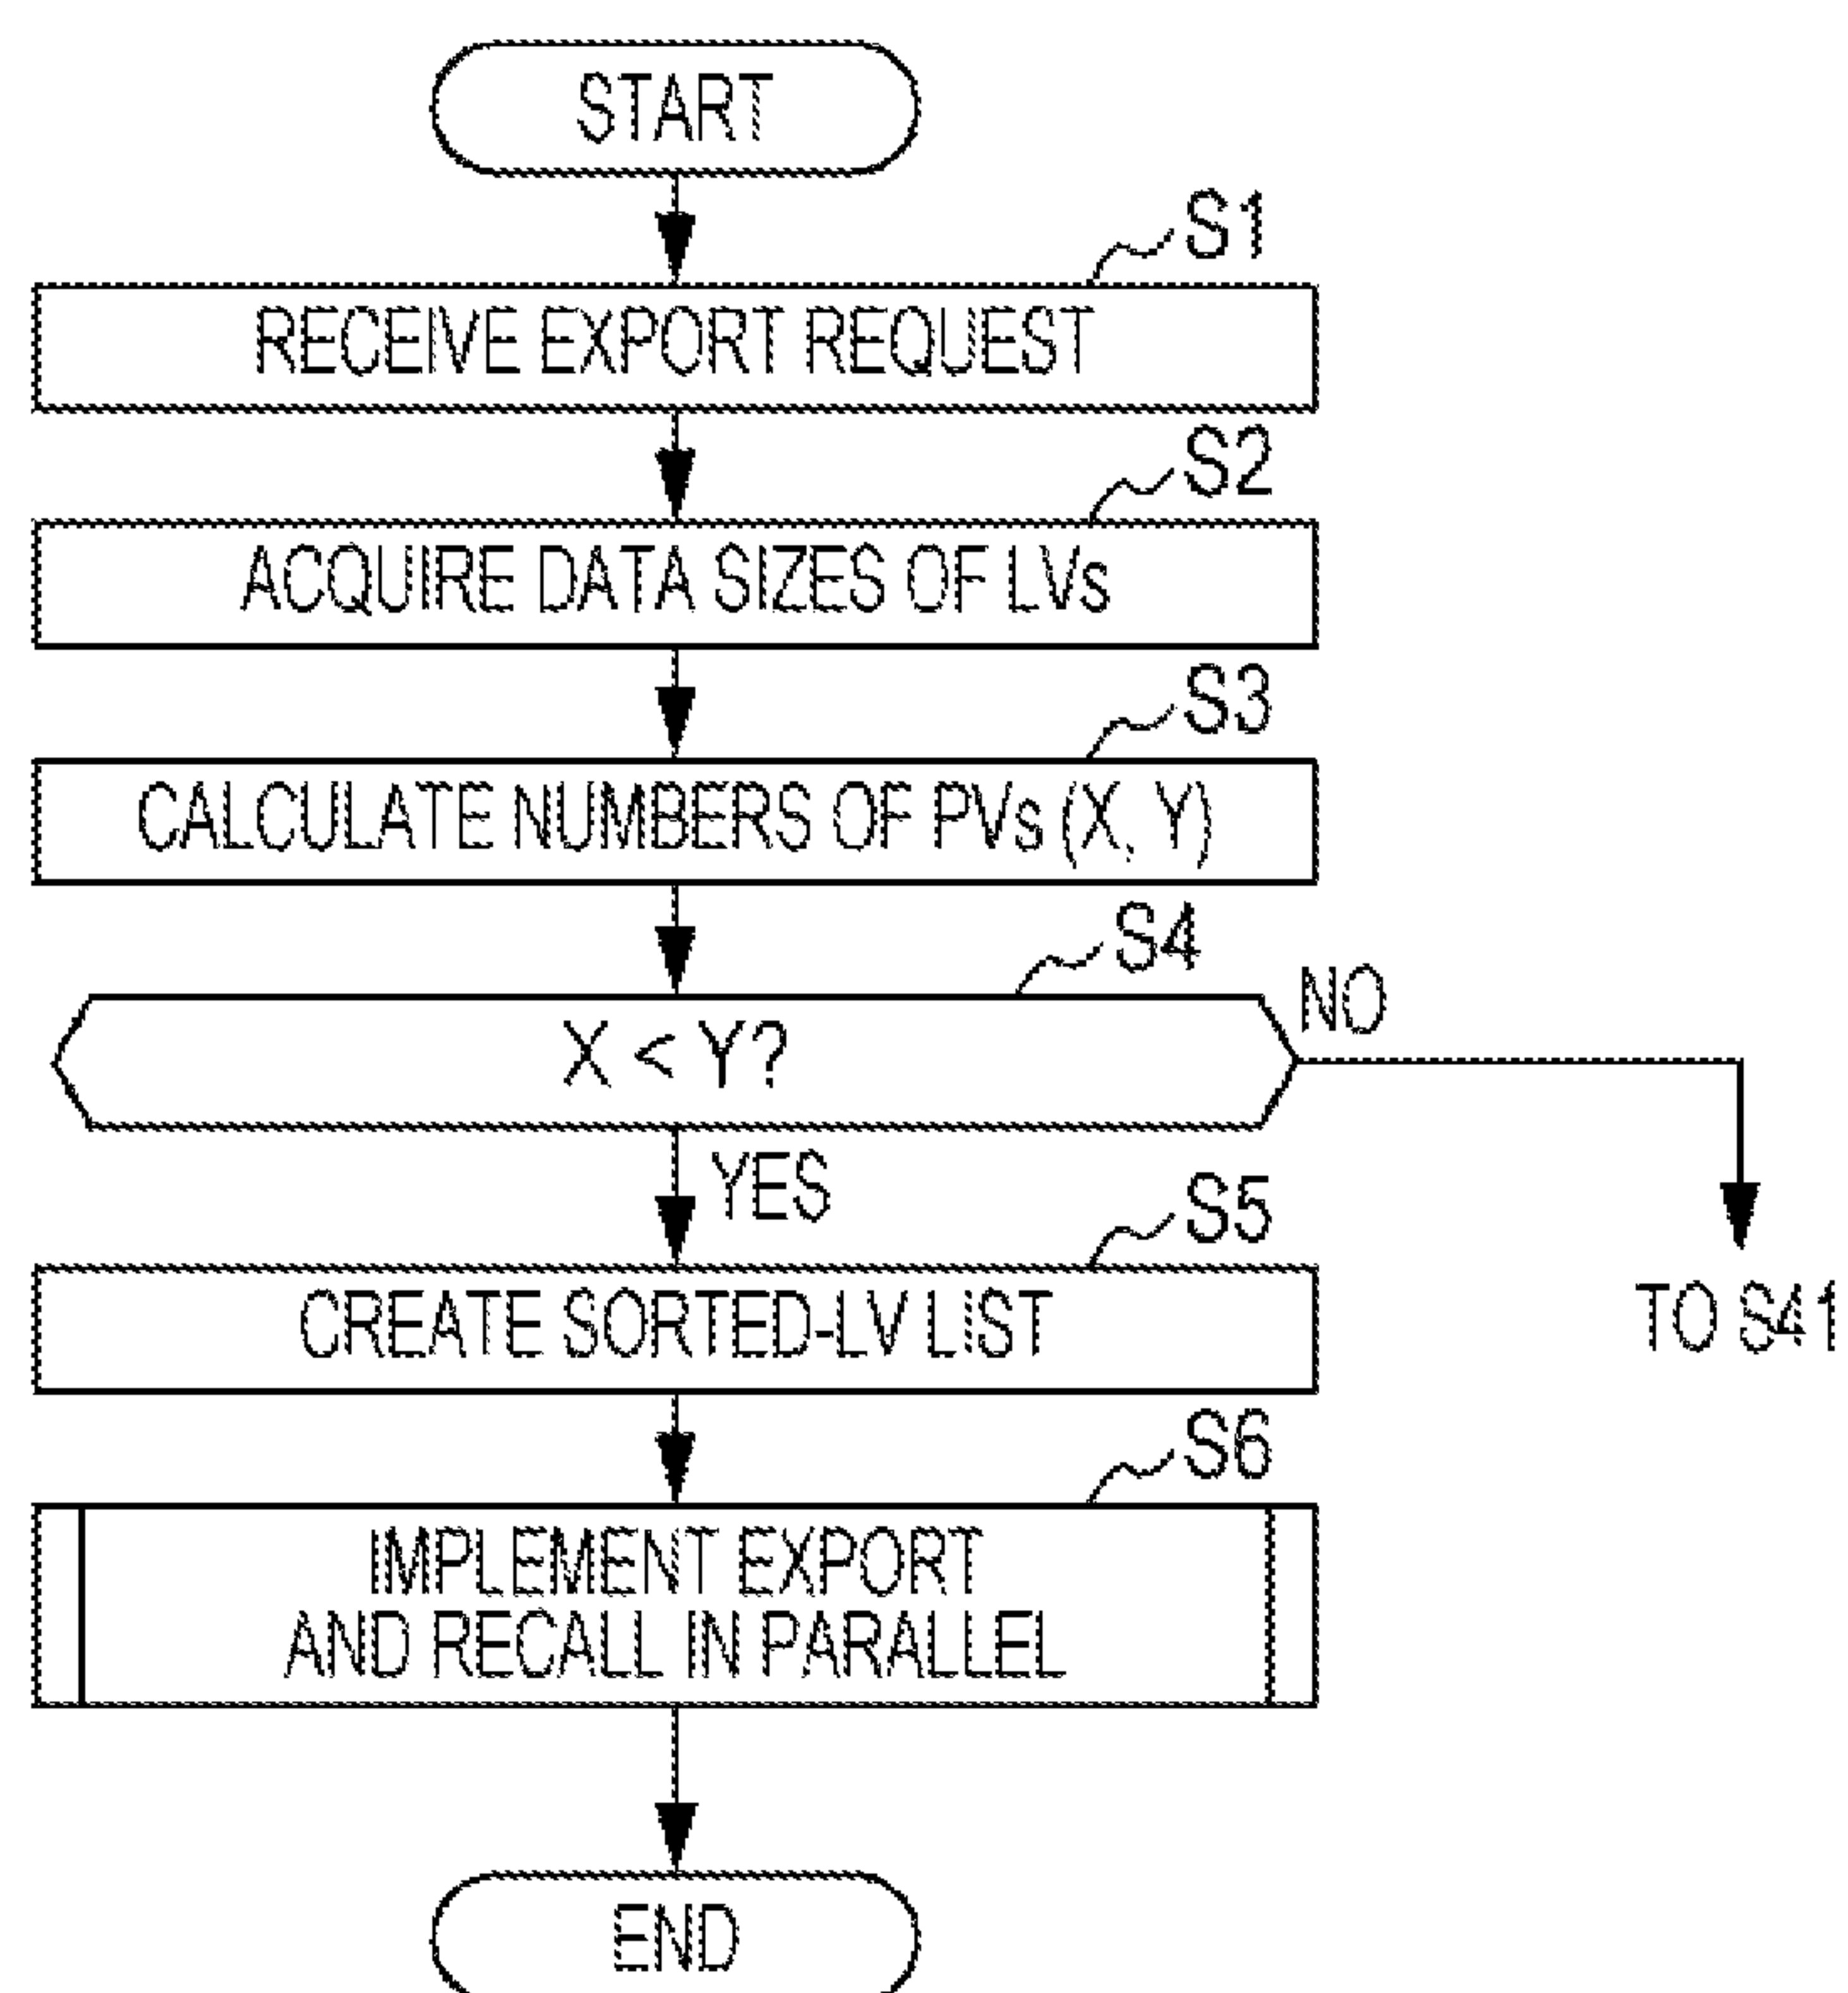 START
S1
RECEIVE EXPORT REQUEST
S2
ACQUIRE DATA SIZES OF LVs
S3
CALCULATE NUMBERS OF PVs (X, Y)
S4
X < Y?
NO
YES
S5
CREATE SORTED-LV LIST
TO S41
S6
IMPLEMENT EXPORT
AND RECALL IN PARALLEL
END